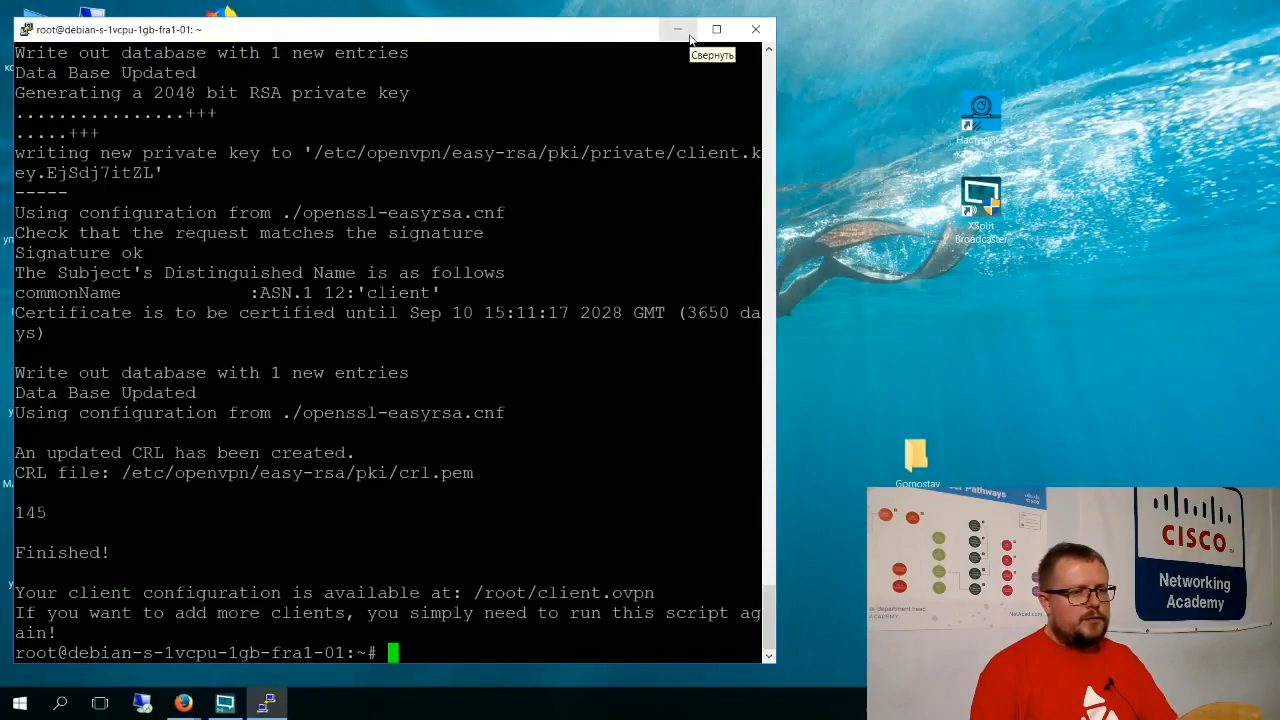 root@debian-s-1vcpu-1gb-fra1-01: ~
Свернуть
Write out database with 1 new entries
Data Base Updated
Generating a 2048 bit RSA private key
................+++
.....+++
writing new private key to '/etc/openvpn/easy-rsa/pki/private/client.k
ey.EjSdj7itZL'
-----
Using configuration from ./openssl-easyrsa.cnf
Check that the request matches the signature
Signature ok
The Subject's Distinguished Name is as follows
commonName            :ASN.1 12:'client'
Certificate is to be certified until Sep 10 15:11:17 2028 GMT (3650 da
ys)
Write out database with 1 new entries
Data Base Updated
Using configuration from ./openssl-easyrsa.cnf
An updated CRL has been created.
CRL file: /etc/openvpn/easy-rsa/pki/crl.pem
145
Finished!
Your client configuration is available at: /root/client.ovpn
If you want to add more clients, you simply need to run this script ag
ain!
root@debian-s-1vcpu-1gb-fra1-01:~#
XSplit
Broadcaster
Gornostav
Pathways
CISCO
Networking
Academy
or department head
ACADEMY
NetAcad.com